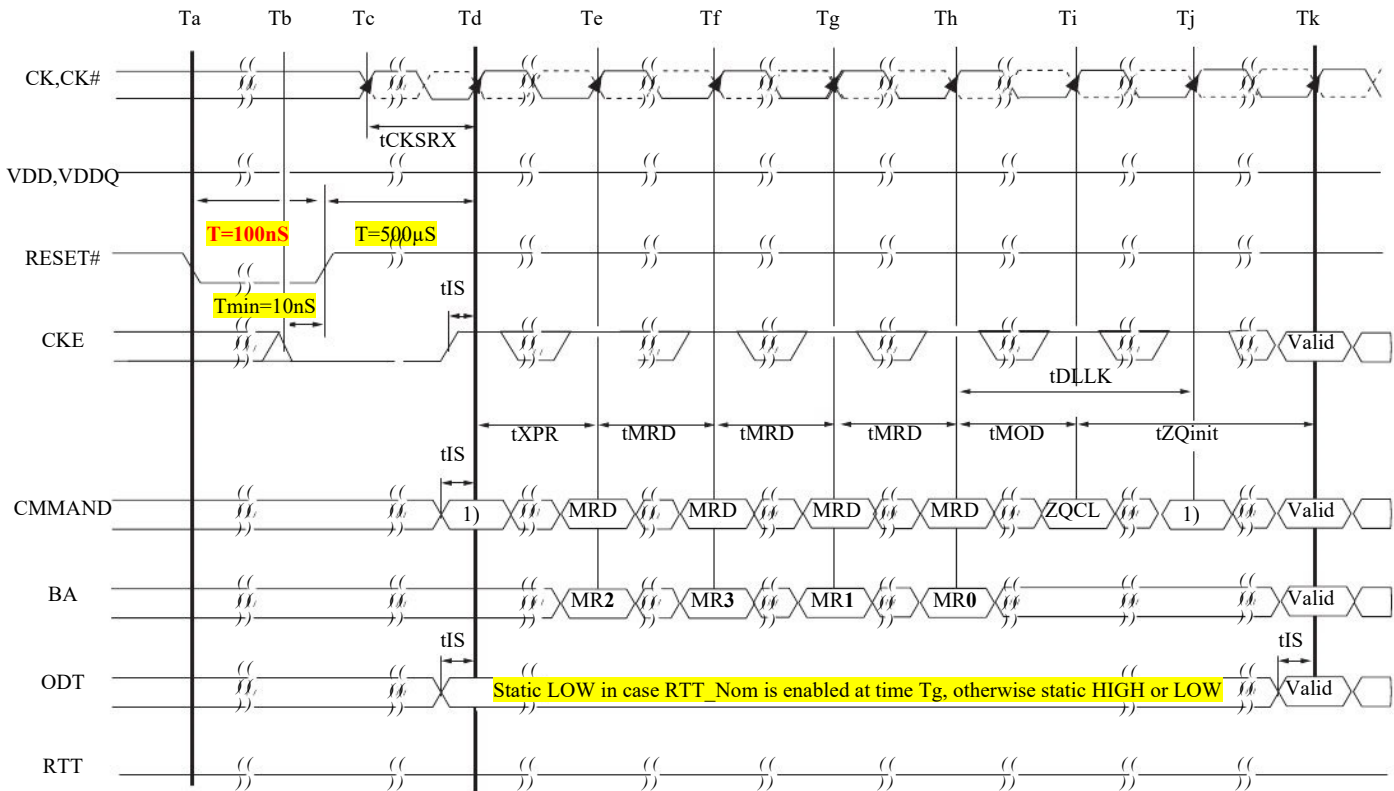 Ta Tb Tc Td Te Tf Tg Th Ti Tj Tk
CK,CK#
tCKSRX
VDD,VDDQ
T=100nS T=500µS
RESET#
Tmin=10nS tIS
CKE Valid
tDLLK
tXPR tMRD tMRD tMRD tMOD tZQinit
tIS
CMMAND 1) MRD MRD MRD MRD ZQCL 1) Valid
BA MR2 MR3 MR1 MR0 Valid
tIS tIS
ODT Static LOW in case RTT_Nom is enabled at time Tg, otherwise static HIGH or LOW Valid
RTT